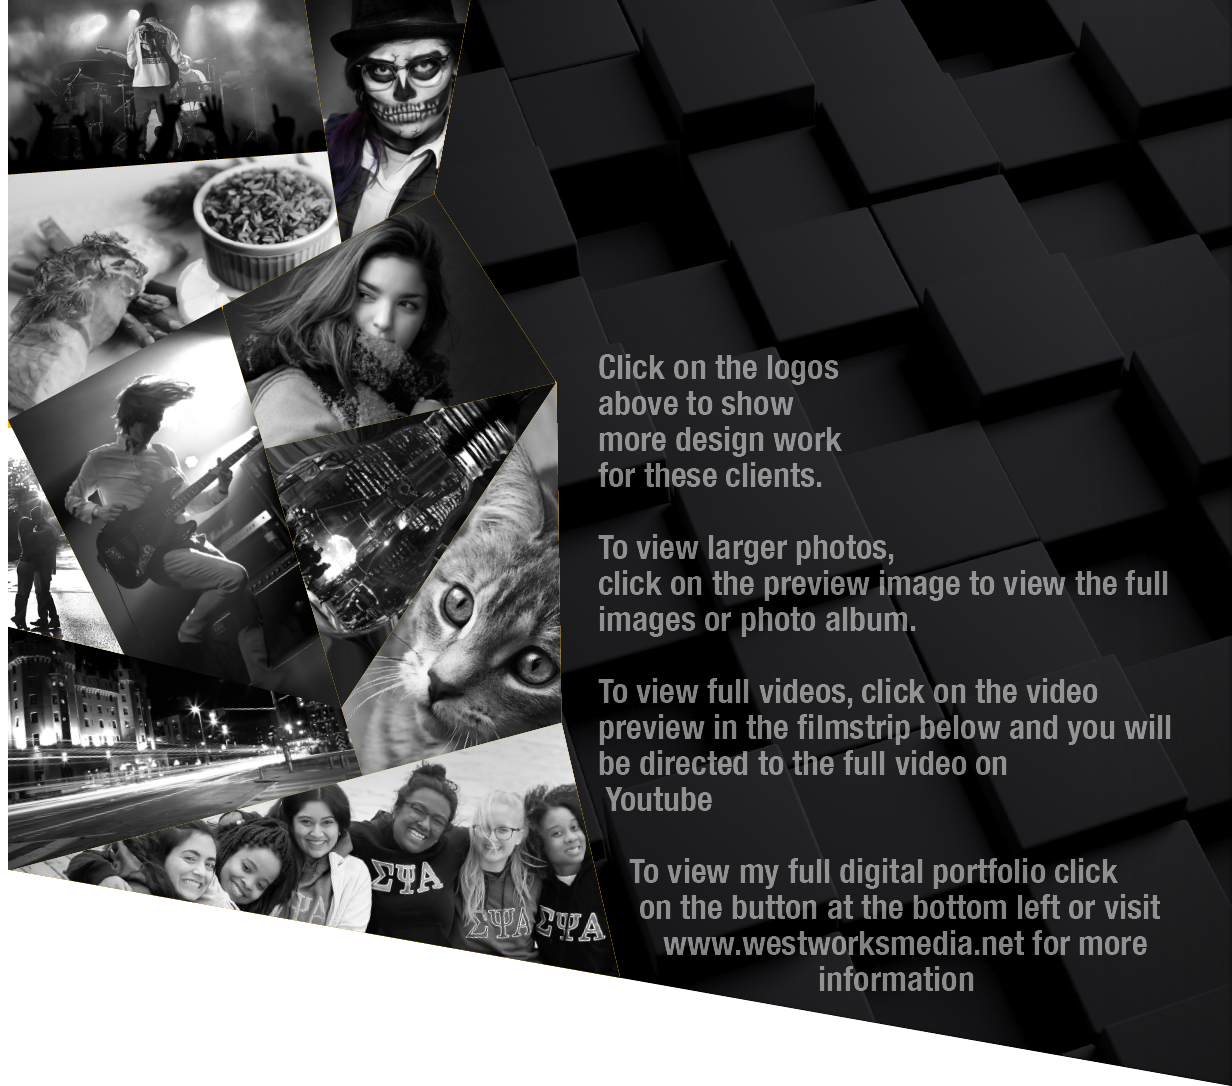 Click on the logos
above to show
more design work
for these clients.
To view larger photos,
click on the preview image to view the full
images or photo album.
To view full videos, click on the video
preview in the filmstrip below and you will
be directed to the full video on
Youtube
To view my full digital portfolio click
on the button at the bottom left or visit
www.westworksmedia.net for more
information
ΣΨΑ
ΣΨΑ
ΣΨΑ